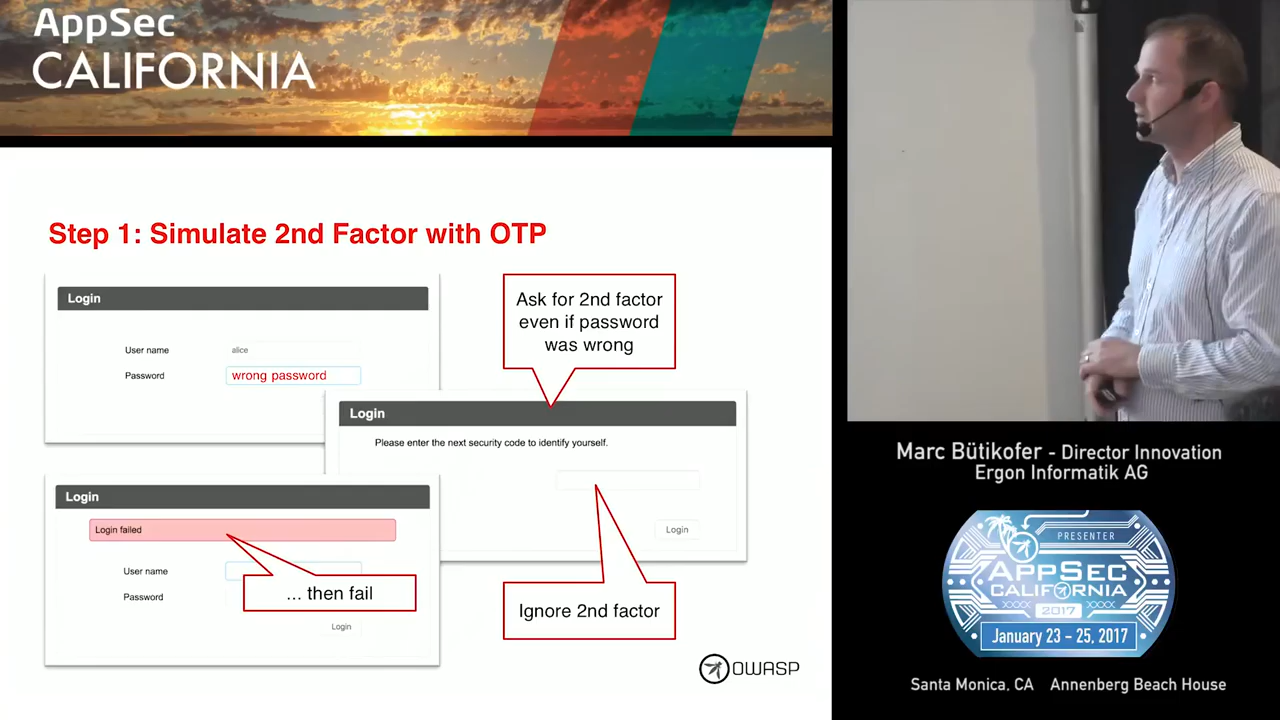 AppSec
CALIFORNIA
Step 1: Simulate 2nd Factor with OTP
Login
User name
alice
Password
wrong password
Ask for 2nd factor
even if password
was wrong
Login
Please enter the next security code to identify yourself.
Login
Login
Login failed
User name
Password
... then fail
Login
Ignore 2nd factor
OWASP
Marc Bütikofer - Director Innovation
Ergon Informatik AG
PRESENTER
APPSEC
CALIFORNIA
2017
January 23 - 25, 2017
Santa Monica, CA Annenberg Beach House